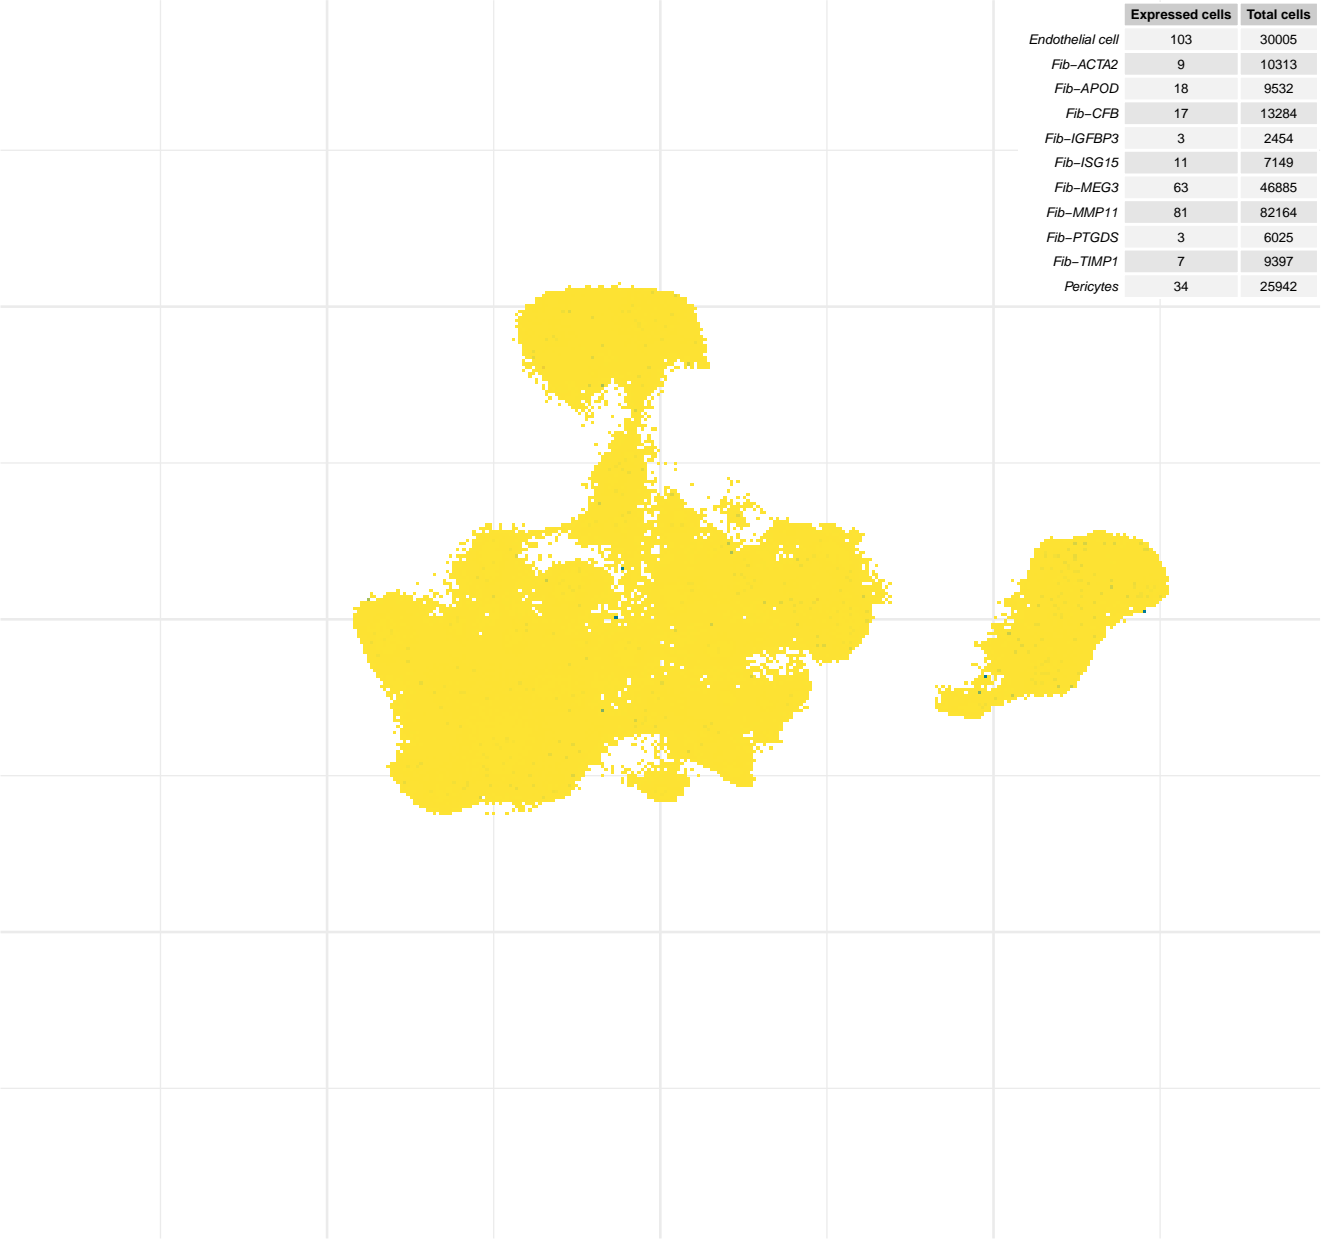 Expressed cells Total cells
Endothelial cell 103 30005
Fib−ACTA2 9 10313
Fib−APOD 18 9532
Fib−CFB 17 13284
Fib−IGFBP3 3 2454
Fib−ISG15 11 7149
Fib−MEG3 63 46885
Fib−MMP11 81 82164
Fib−PTGDS 3 6025
Fib−TIMP1 7 9397
Pericytes 34 25942